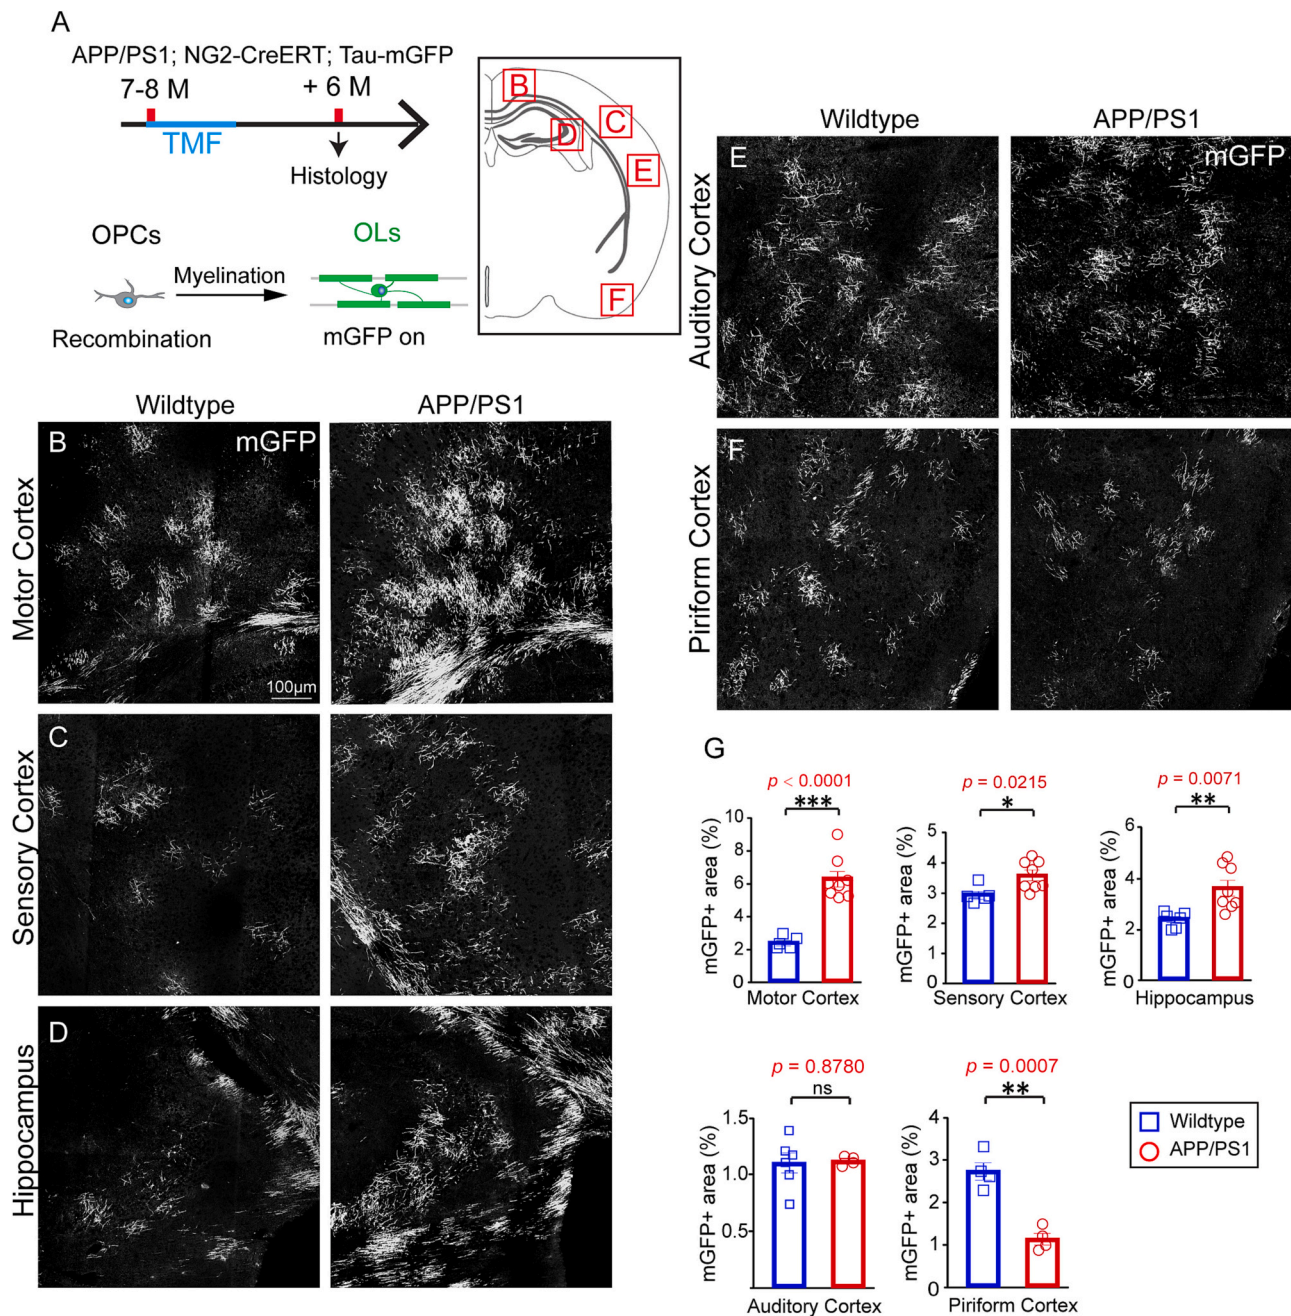 A
APP/PS1; NG2-CreERT; Tau-mGFP
7-8 M
+ 6 M
TMF
Histology
OPCs
OLs
Myelination
Recombination
mGFP on
B
C
D
E
F
Wildtype
APP/PS1
Motor Cortex
B
mGFP
100μm
Sensory Cortex
C
Hippocampus
D
Wildtype
APP/PS1
Auditory Cortex
E
mGFP
Piriform Cortex
F
G
p < 0.0001
***
mGFP+ area (%)
10
8
6
4
2
0
Motor Cortex
p = 0.0215
*
mGFP+ area (%)
5
4
3
2
1
0
Sensory Cortex
p = 0.0071
**
mGFP+ area (%)
6
4
2
0
Hippocampus
p = 0.8780
ns
mGFP+ area (%)
1.5
1.0
0.5
Auditory Cortex
p = 0.0007
**
mGFP+ area (%)
4
3
2
1
0
Piriform Cortex
Wildtype
APP/PS1